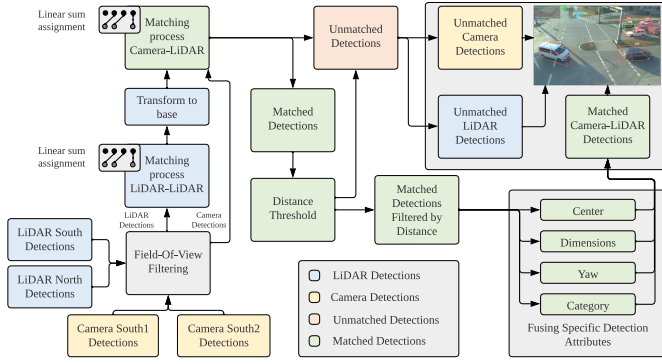 Linear sum
assignment
Matching
process
Camera-LiDAR
Unmatched
Detections
Unmatched
Camera
Detections
Transform to
base
Matched
Detections
Unmatched
LiDAR
Detections
Matched
Camera-LiDAR
Detections
Linear sum
assignment
Matching
process
LiDAR-LiDAR
Distance
Threshold
Matched
Detections
Filtered by
Distance
LiDAR
Detections
Camera
Detections
LiDAR South
Detections
LiDAR North
Detections
Field-Of-View
Filtering
Camera South1
Detections
Camera South2
Detections
LiDAR Detections
Camera Detections
Unmatched Detections
Matched Detections
Center
Dimensions
Yaw
Category
Fusing Specific Detection
Attributes